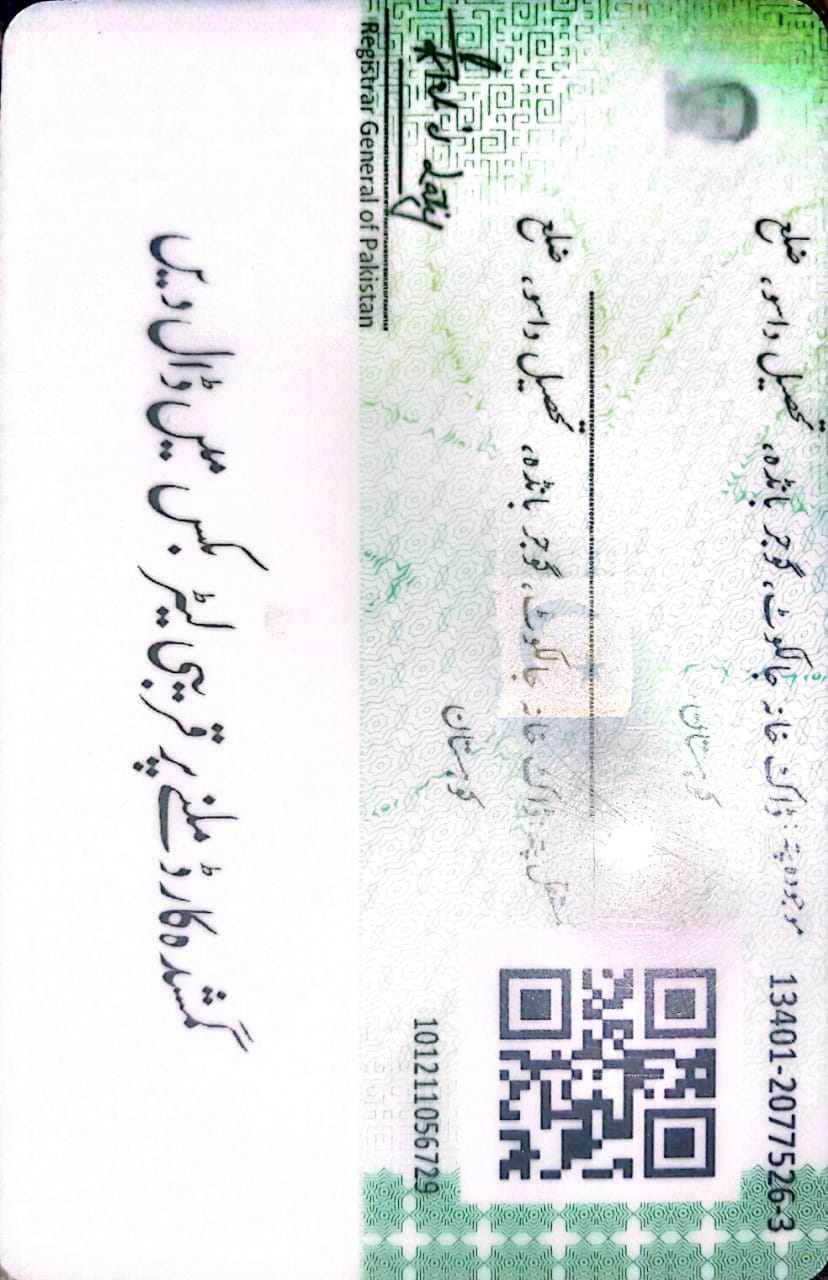 13401-2077526-3
موجودہ پتہ: ڈاک خانہ جالکوٹ، گوجر بانڈہ، تحصیل داسو، ضلع
کوہستان
مستقل پتہ: ڈاک خانہ جالکوٹ، گوجر بانڈہ، تحصیل داسو، ضلع
کوہستان
101211056729
Registrar General of Pakistan
گمشدہ کارڈ ملنے پر قریبی لیٹر بکس میں ڈال دیں